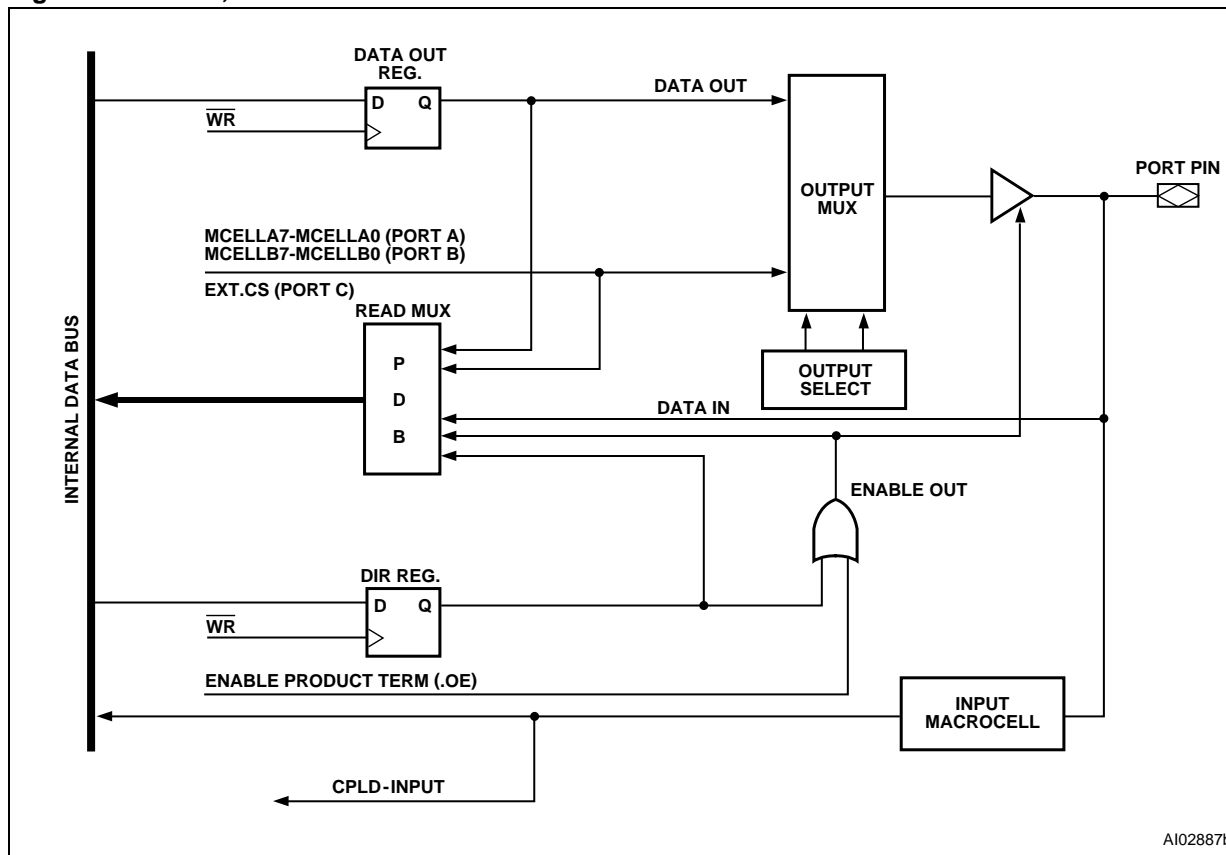 DATA OUT
REG.
D Q
WR
DATA OUT
OUTPUT
MUX
PORT PIN
MCELLA7-MCELLA0 (PORT A)
MCELLB7-MCELLB0 (PORT B)
EXT.CS (PORT C)
READ MUX
P
D
B
OUTPUT
SELECT
DATA IN
ENABLE OUT
INTERNAL DATA BUS
DIR REG.
D Q
WR
ENABLE PRODUCT TERM (.OE)
INPUT
MACROCELL
CPLD-INPUT
AI02887b